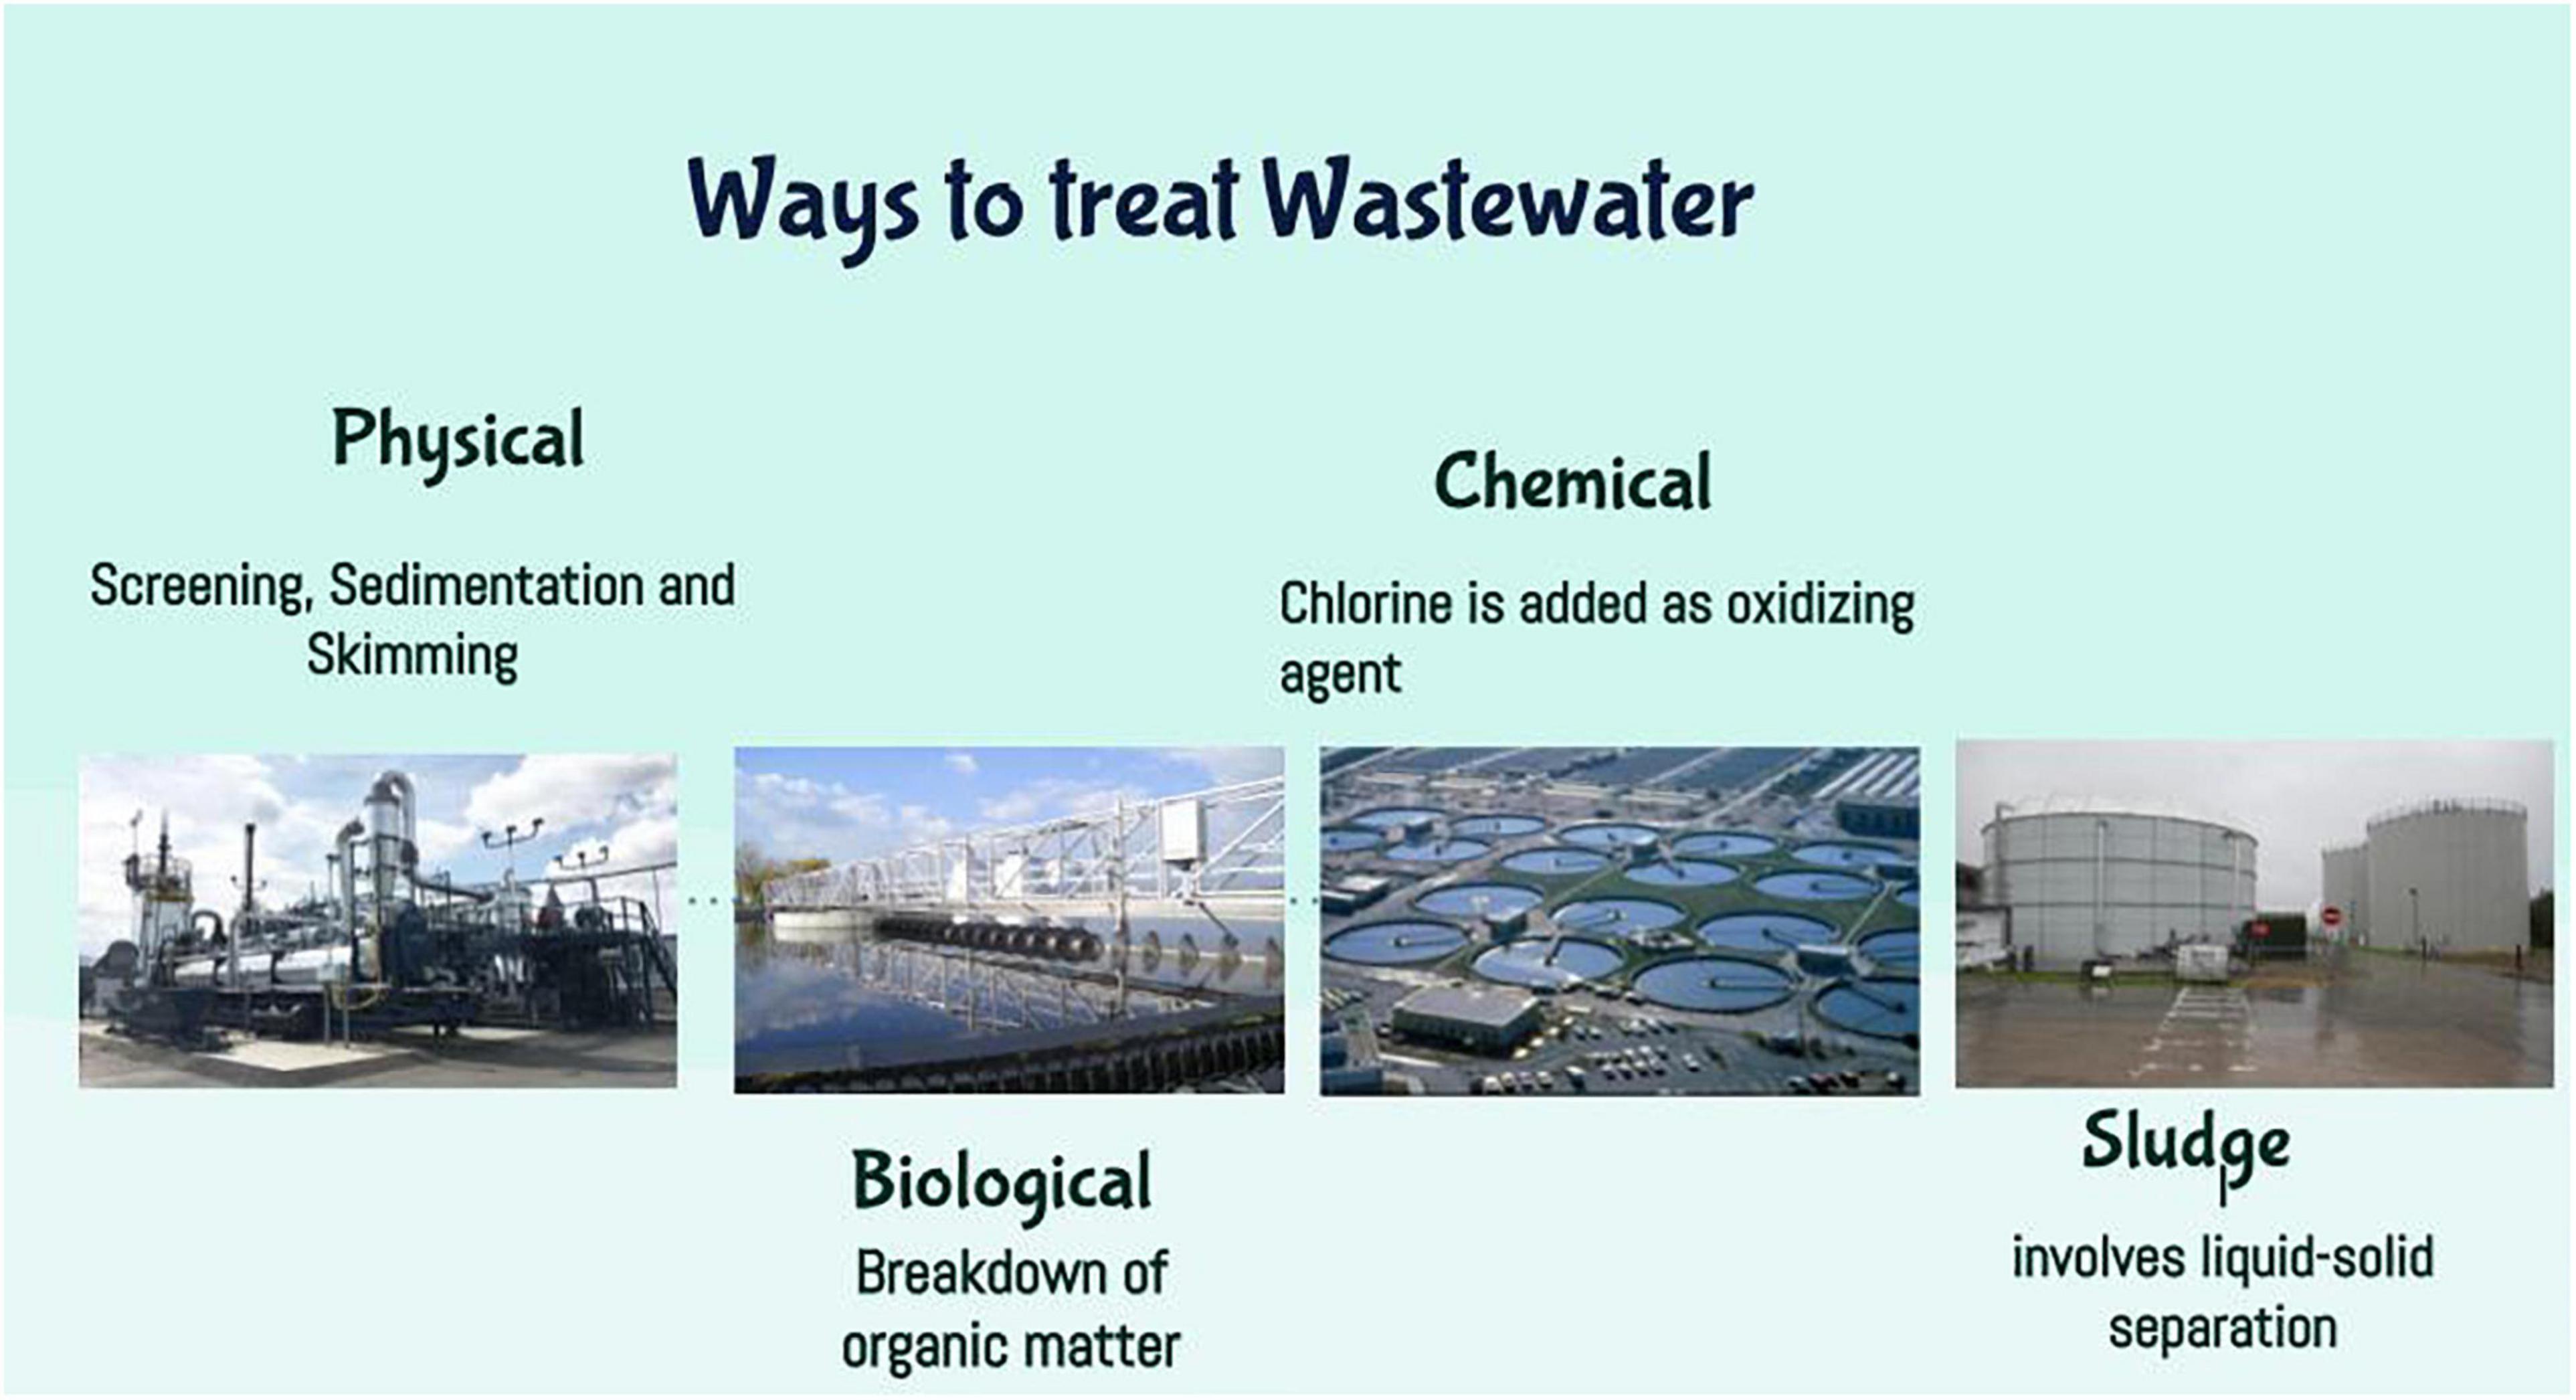 Ways to treat Wastewater
Physical
Screening, Sedimentation and
Skimming
Chemical
Chlorine is added as oxidizing
agent
Biological
Breakdown of
organic matter
Sludge
involves liquid-solid
separation